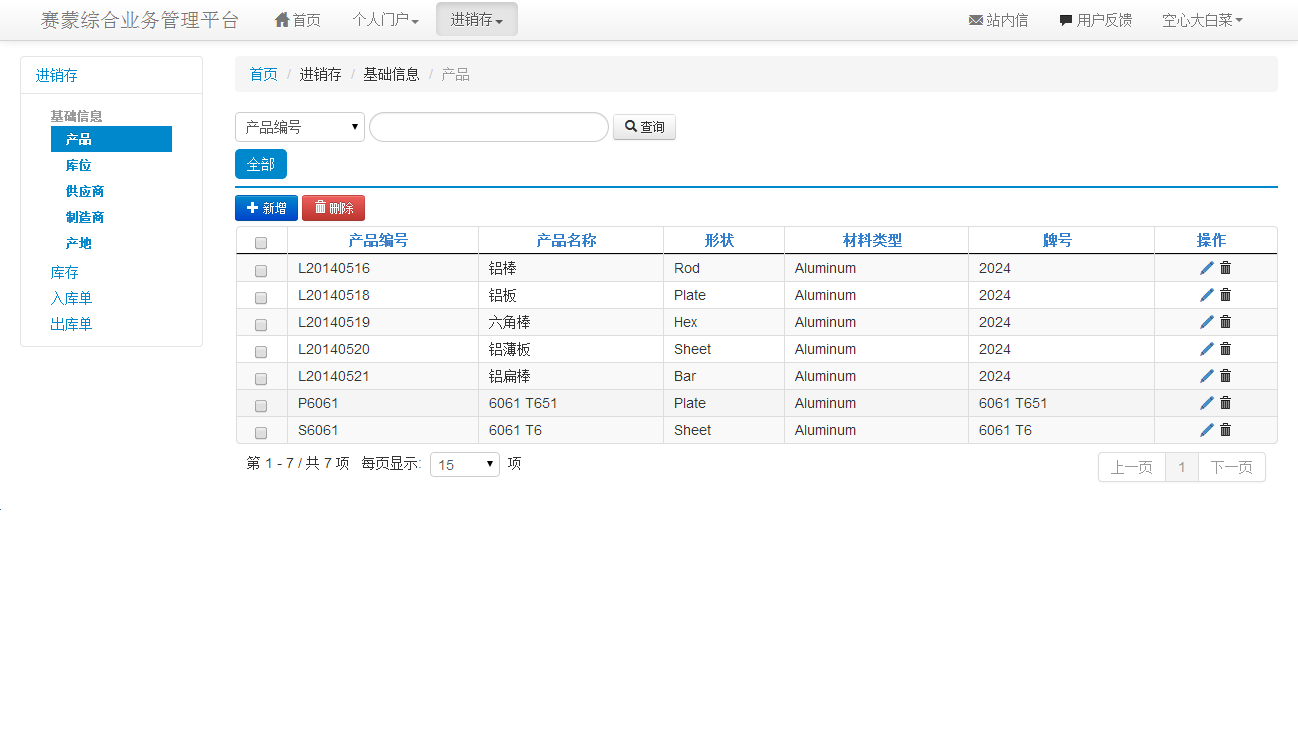 赛蒙综合业务管理平台 首页 个人门户 进销存 站内信 用户反馈 空心大白菜
进销存
基础信息
产品
库位
供应商
制造商
产地
库存
入库单
出库单
首页 / 进销存 / 基础信息 / 产品
产品编号 查询
全部
新增 删除
产品编号 产品名称 形状 材料类型 牌号 操作
L20140516 铝棒 Rod Aluminum 2024
L20140518 铝板 Plate Aluminum 2024
L20140519 六角棒 Hex Aluminum 2024
L20140520 铝薄板 Sheet Aluminum 2024
L20140521 铝扁棒 Bar Aluminum 2024
P6061 6061 T651 Plate Aluminum 6061 T651
S6061 6061 T6 Sheet Aluminum 6061 T6
第 1 - 7 / 共 7 项 每页显示: 15 项 上一页 1 下一页